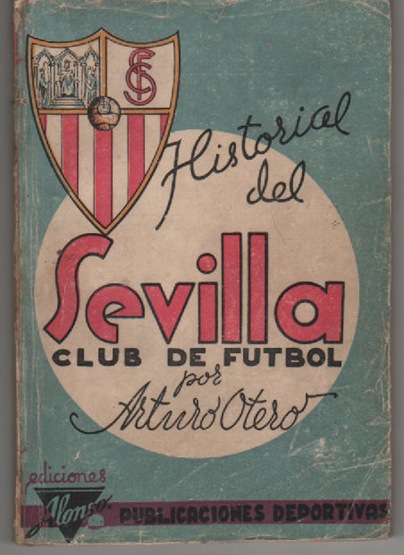 SFC
Historial
del
Sevilla
CLUB DE FUTBOL
por
Arturo Otero
ediciones
Alonso.
PUBLICACIONES DEPORTIVAS